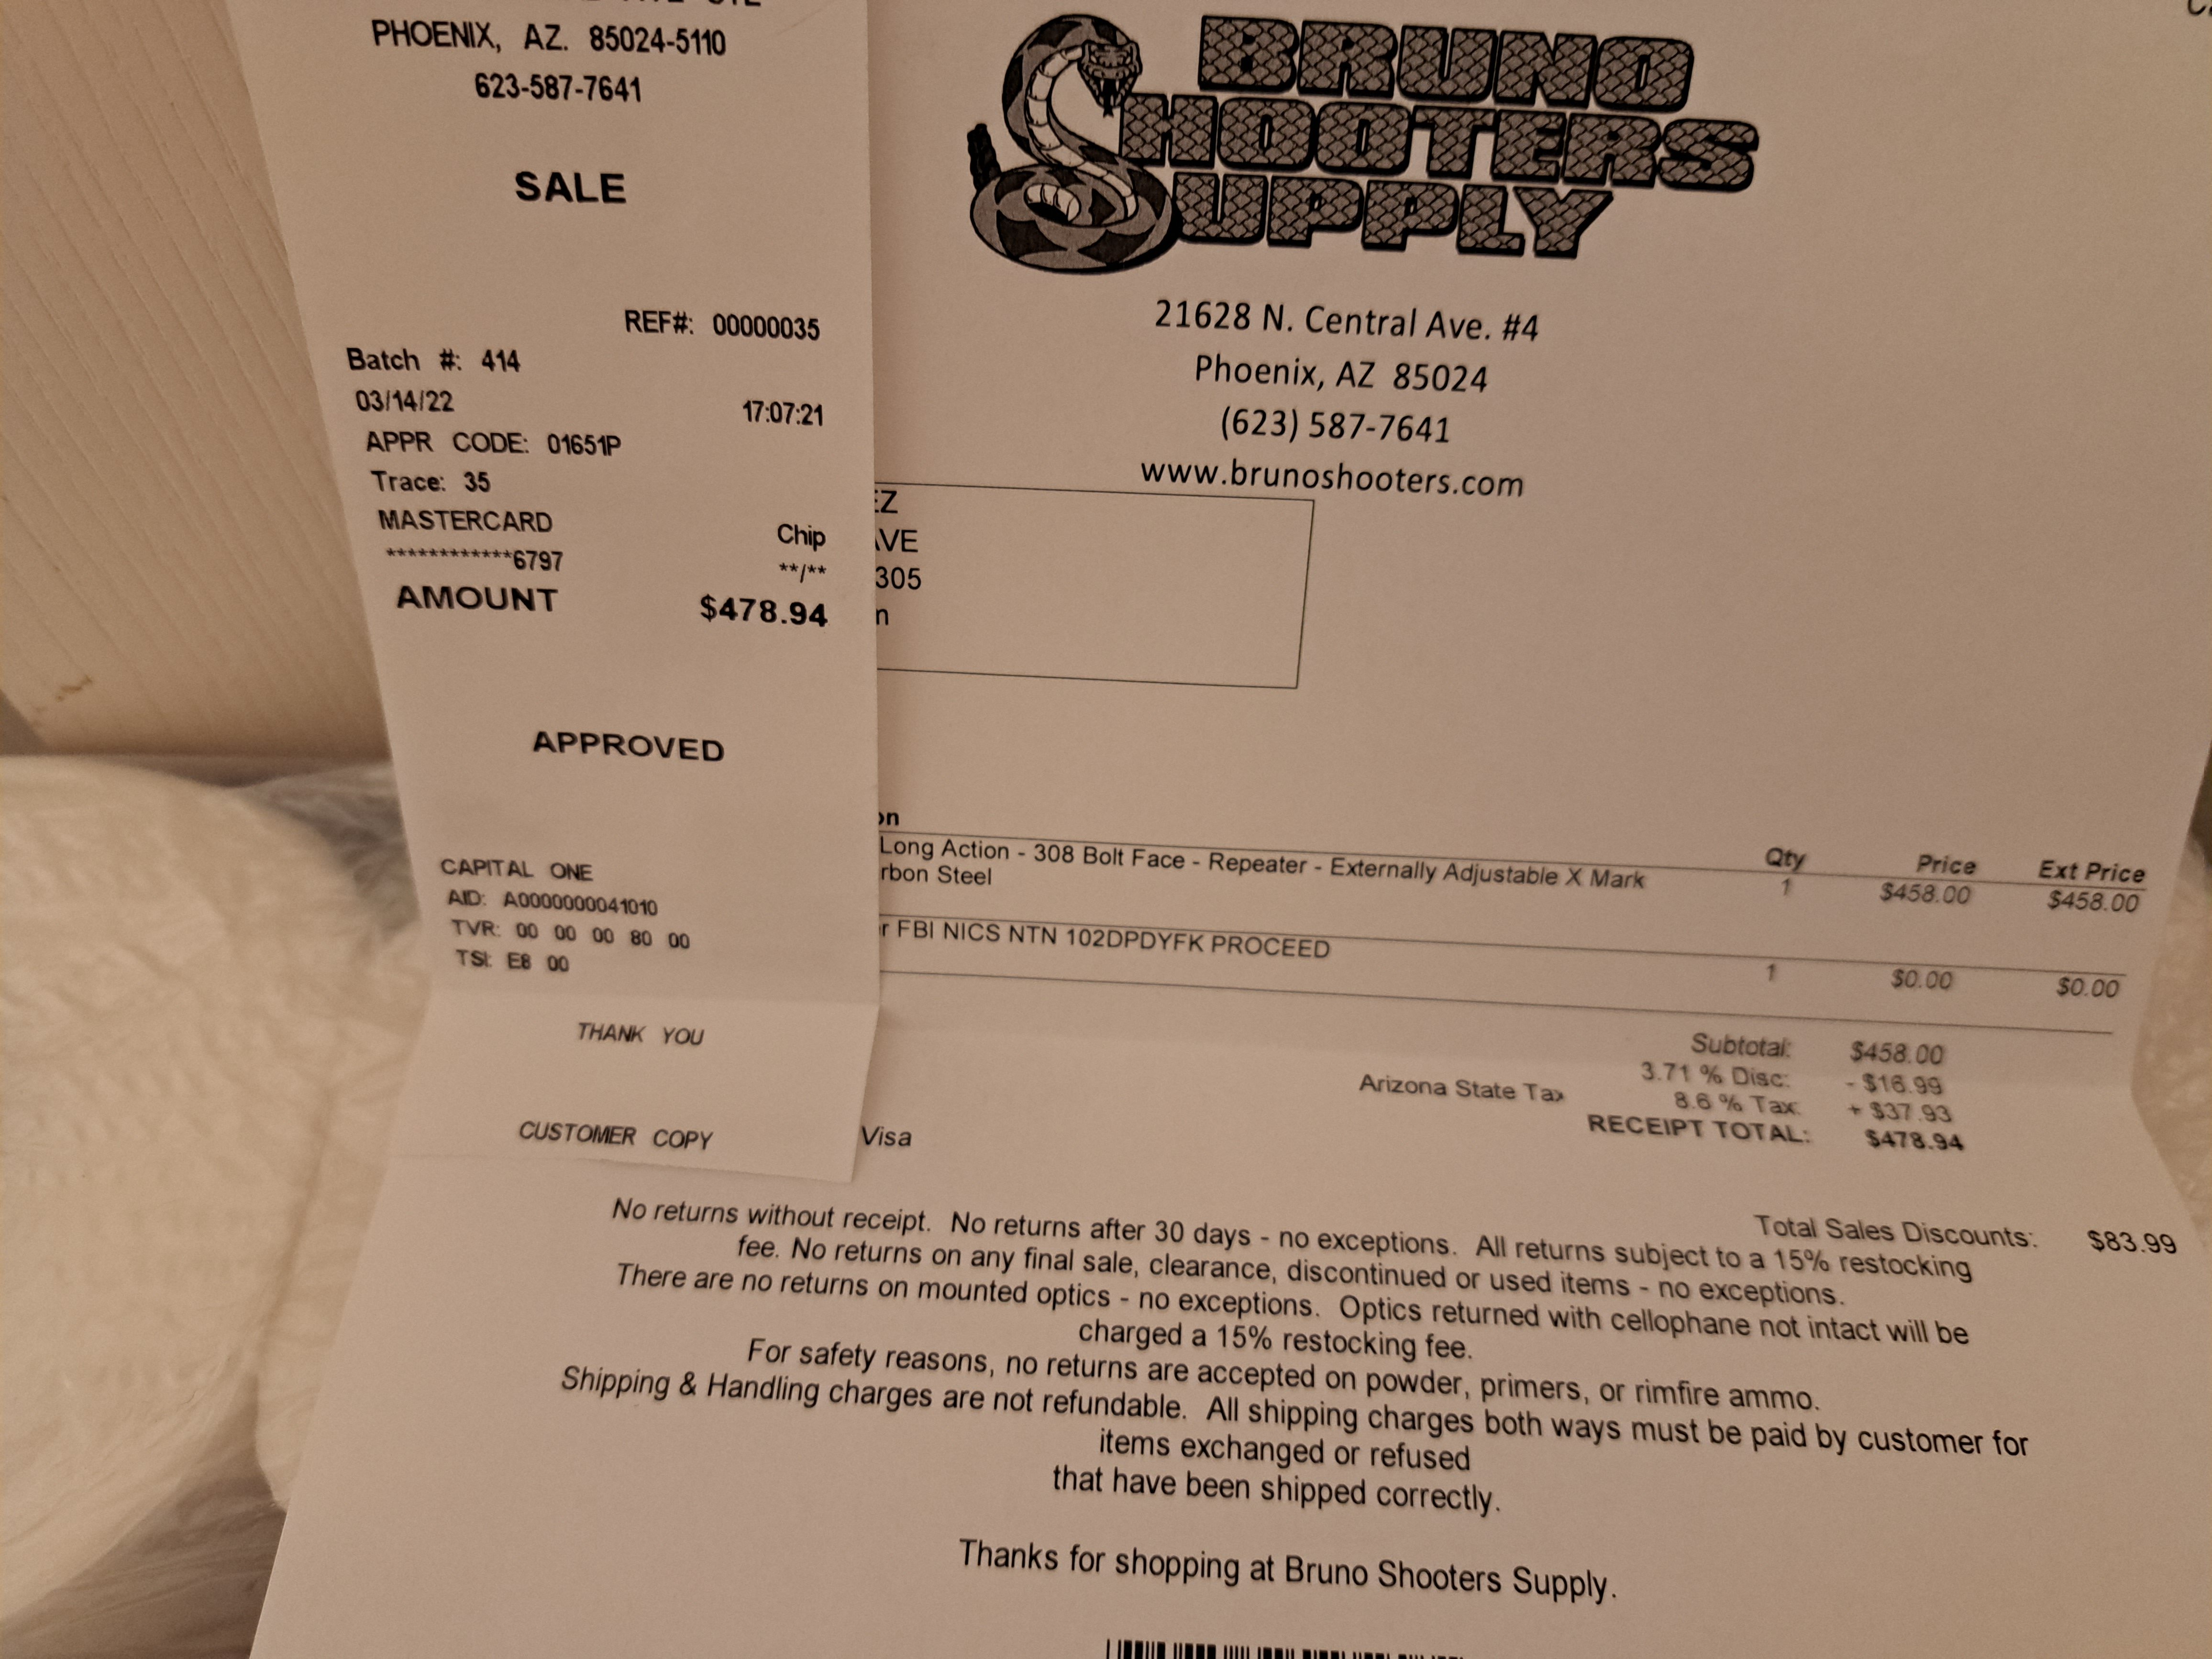 PHOENIX, AZ. 85024-5110
623-587-7641
SALE
REF#: 00000035
Batch #: 414
03/14/22 17:07:21
APPR CODE: 01651P
Trace: 35
MASTERCARD Chip
************6797 **/**
AMOUNT $478.94
APPROVED
CAPITAL ONE
AID: A0000000041010
TVR: 00 00 00 80 00
TSI: E8 00
THANK YOU
CUSTOMER COPY
BRUNO
SHOOTERS
SUPPLY
21628 N. Central Ave. #4
Phoenix, AZ 85024
(623) 587-7641
www.brunoshooters.com
EZ
AVE
305
n
on Qty Price Ext Price
Long Action - 308 Bolt Face - Repeater - Externally Adjustable X Mark 1 $458.00 $458.00
rbon Steel
r FBI NICS NTN 102DPDYFK PROCEED 1 $0.00 $0.00
Subtotal: $458.00
3.71 % Disc: - $16.99
Arizona State Tax 8.6 % Tax: + $37.93
RECEIPT TOTAL: $478.94
Visa
Total Sales Discounts: $83.99
No returns without receipt. No returns after 30 days - no exceptions. All returns subject to a 15% restocking
fee. No returns on any final sale, clearance, discontinued or used items - no exceptions.
There are no returns on mounted optics - no exceptions. Optics returned with cellophane not intact will be
charged a 15% restocking fee.
For safety reasons, no returns are accepted on powder, primers, or rimfire ammo.
Shipping & Handling charges are not refundable. All shipping charges both ways must be paid by customer for
items exchanged or refused
that have been shipped correctly.
Thanks for shopping at Bruno Shooters Supply.